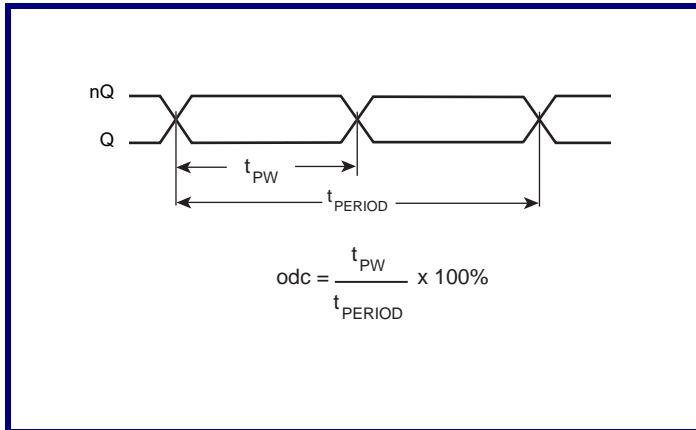 nQ
Q
tPW
tPERIOD
odc = tPW / tPERIOD x 100%